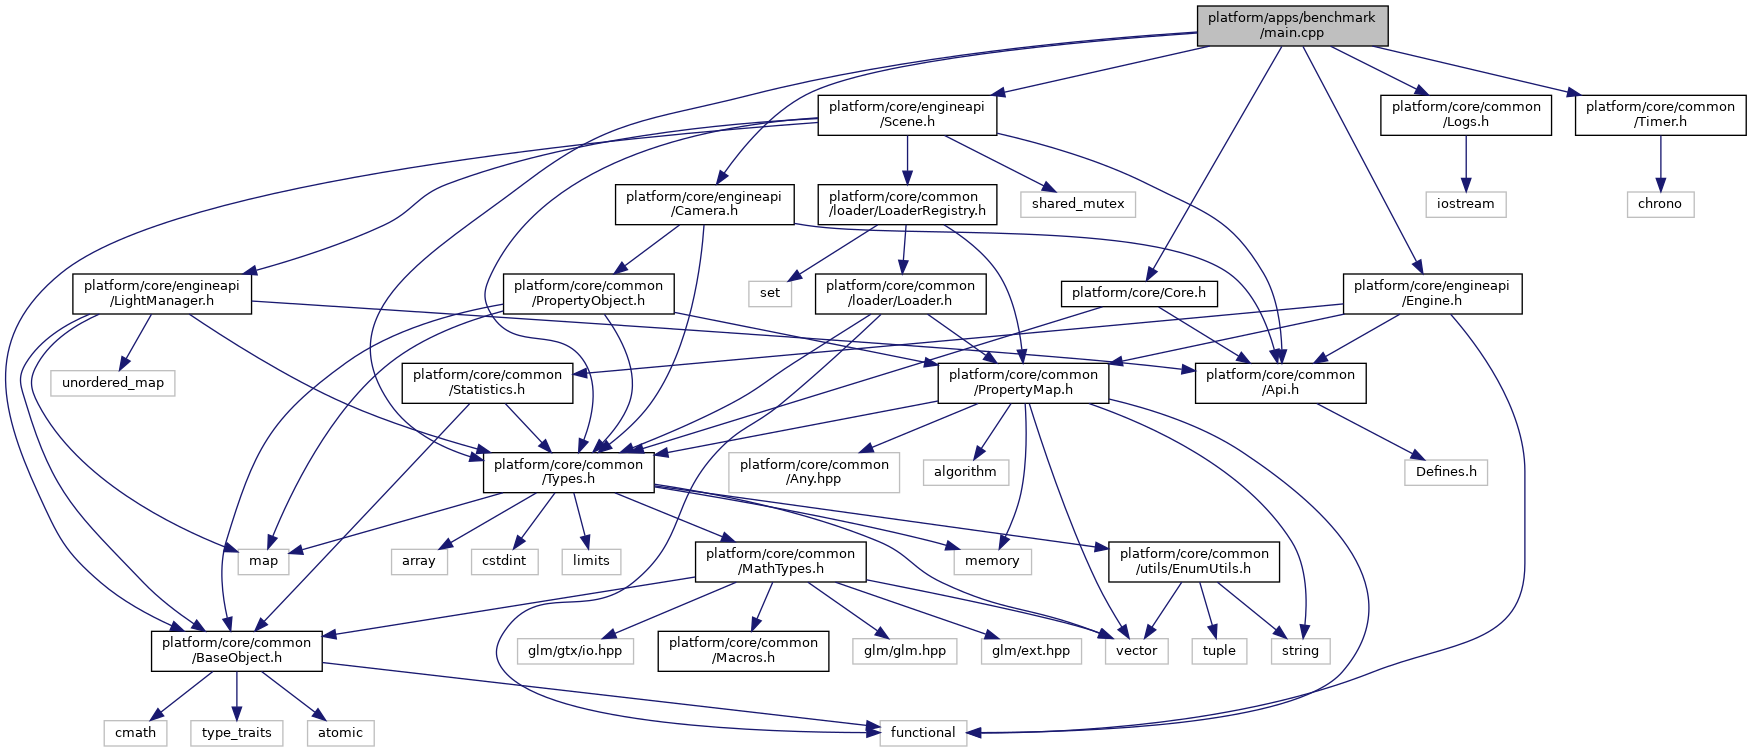 platform/apps/benchmark
/main.cpp
platform/core/engineapi
/Scene.h
platform/core/common
/Logs.h
platform/core/common
/Timer.h
platform/core/engineapi
/Camera.h
platform/core/common
/loader/LoaderRegistry.h
shared_mutex
iostream
chrono
platform/core/engineapi
/LightManager.h
platform/core/common
/PropertyObject.h
set
platform/core/common
/loader/Loader.h
platform/core/Core.h
platform/core/engineapi
/Engine.h
unordered_map
platform/core/common
/Statistics.h
platform/core/common
/PropertyMap.h
platform/core/common
/Api.h
platform/core/common
/Types.h
platform/core/common
/Any.hpp
algorithm
Defines.h
map
array
cstdint
limits
platform/core/common
/MathTypes.h
memory
platform/core/common
/utils/EnumUtils.h
platform/core/common
/BaseObject.h
glm/gtx/io.hpp
platform/core/common
/Macros.h
glm/glm.hpp
glm/ext.hpp
vector
tuple
string
cmath
type_traits
atomic
functional